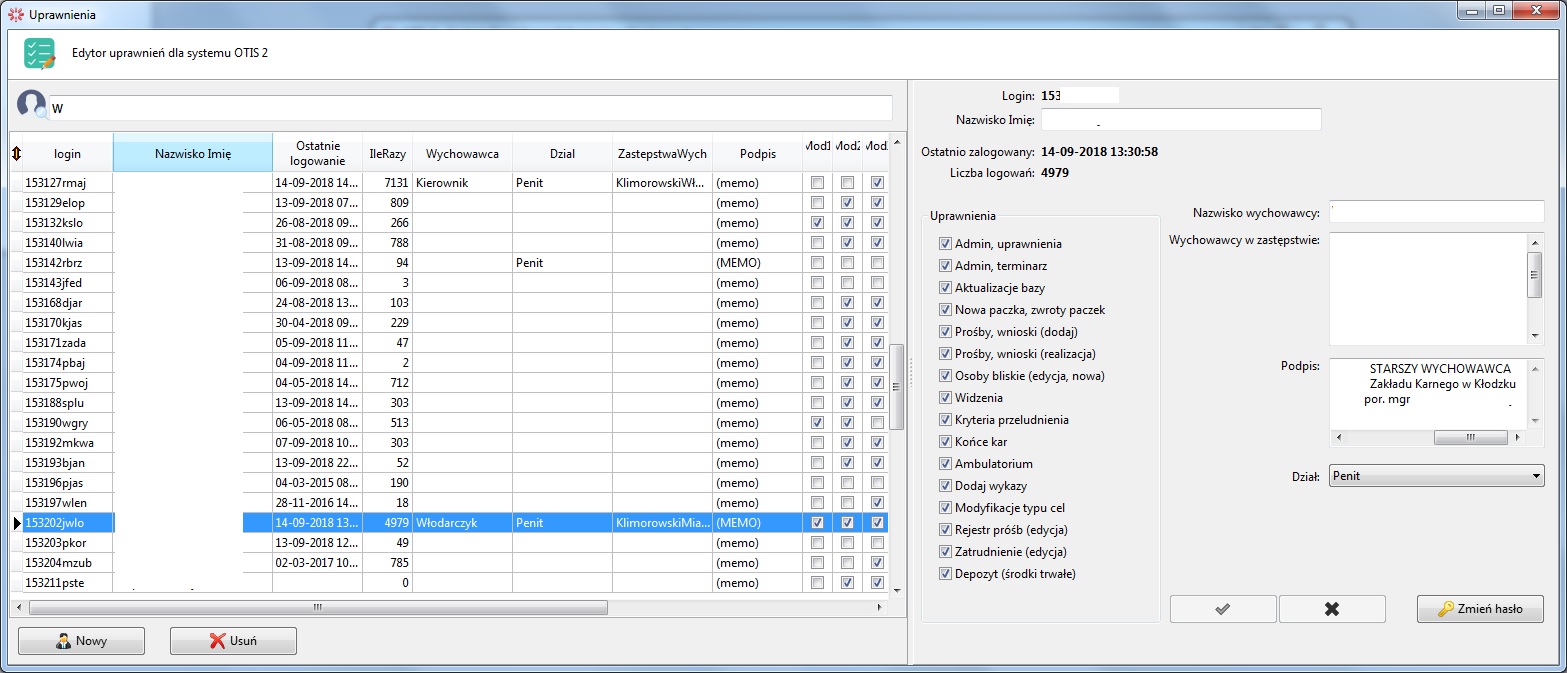 Uprawnienia
Edytor uprawnień dla systemu OTIS 2
W
login Nazwisko Imię Ostatnie logowanie IleRazy Wychowawca Dzial ZastepstwaWych Podpis Mod1 Mod2 Mod
153127rmaj 14-09-2018 14... 7131 Kierownik Penit KlimorowskiWł... (memo)
153129elop 13-09-2018 07... 809 (memo)
153132kslo 26-08-2018 09... 266 (memo)
153140lwia 31-08-2018 09... 788 (memo)
153142rbrz 13-09-2018 14... 94 Penit (MEMO)
153143jfed 06-09-2018 08... 3 (memo)
153168djar 24-08-2018 13... 103 (memo)
153170kjas 30-04-2018 09... 229 (memo)
153171zada 05-09-2018 11... 47 (memo)
153174pbaj 04-09-2018 11... 2 (memo)
153175pwoj 04-05-2018 14... 712 (memo)
153188splu 13-09-2018 14... 303 (memo)
153190wgry 06-05-2018 08... 513 (memo)
153192mkwa 07-09-2018 10... 303 (memo)
153193bjan 13-09-2018 22... 52 (memo)
153196pjas 04-03-2015 08... 190 (memo)
153197wlen 28-11-2016 14... 18 (memo)
153202jwlo 14-09-2018 13... 4979 Włodarczyk Penit KlimorowskiMia... (MEMO)
153203pkor 13-09-2018 12... 49 (memo)
153204mzub 02-03-2017 10... 785 (memo)
153211pste 0 (memo)
Nowy
Usuń
Login: 153
Nazwisko Imię:
Ostatnio zalogowany: 14-09-2018 13:30:58
Liczba logowań: 4979
Uprawnienia
Admin, uprawnienia
Admin, terminarz
Aktualizacje bazy
Nowa paczka, zwroty paczek
Prośby, wnioski (dodaj)
Prośby, wnioski (realizacja)
Osoby bliskie (edycja, nowa)
Widzenia
Kryteria przeludnienia
Końce kar
Ambulatorium
Dodaj wykazy
Modyfikacje typu cel
Rejestr próśb (edycja)
Zatrudnienie (edycja)
Depozyt (środki trwałe)
Nazwisko wychowawcy:
Wychowawcy w zastępstwie:
Podpis:
STARSZY WYCHOWAWCA
Zakładu Karnego w Kłodzku
por. mgr
Dział: Penit
Zmień hasło